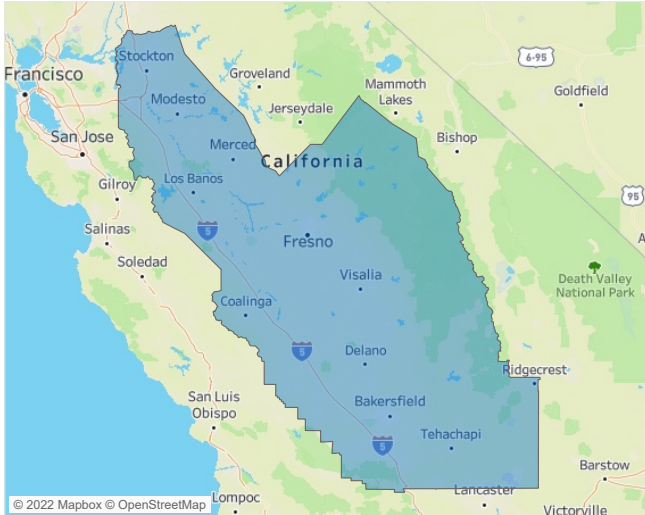 Stockton
Francisco
Groveland
6-95
Mammoth
Lakes
Goldfield
Modesto
Jerseydale
San Jose
Merced
California
Bishop
Los Banos
Gilroy
95
Salinas
5
Fresno
A
Soledad
Visalia
Death Valley
National Park
Coalinga
5
Delano
Ridgecrest
San Luis
Obispo
Bakersfield
5
Tehachapi
Barstow
Lompoc
Lancaster
Victorville
© 2022 Mapbox © OpenStreetMap